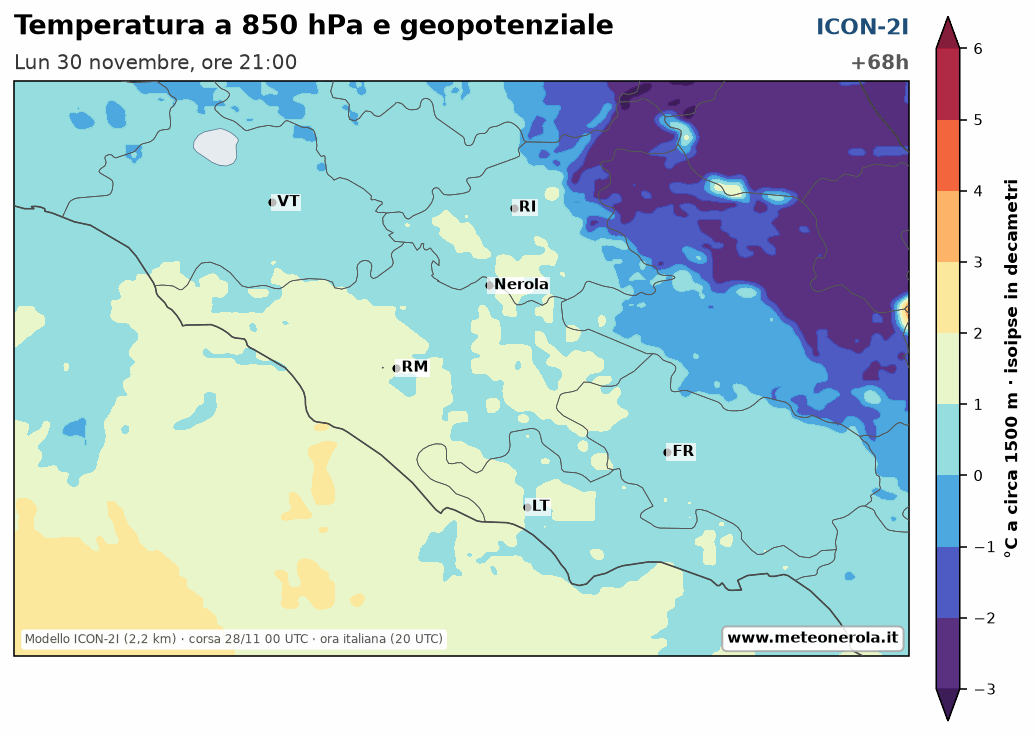 Temperatura a 850 hPa e geopotenziale
ICON-2I
Lun 30 novembre, ore 21:00
+68h
VT
RI
Nerola
RM
FR
LT
Modello ICON-2I (2,2 km) · corsa 28/11 00 UTC · ora italiana (20 UTC)
www.meteonerola.it
6
5
4
3
2
1
0
−1
−2
−3
°C a circa 1500 m · isoipse in decametri